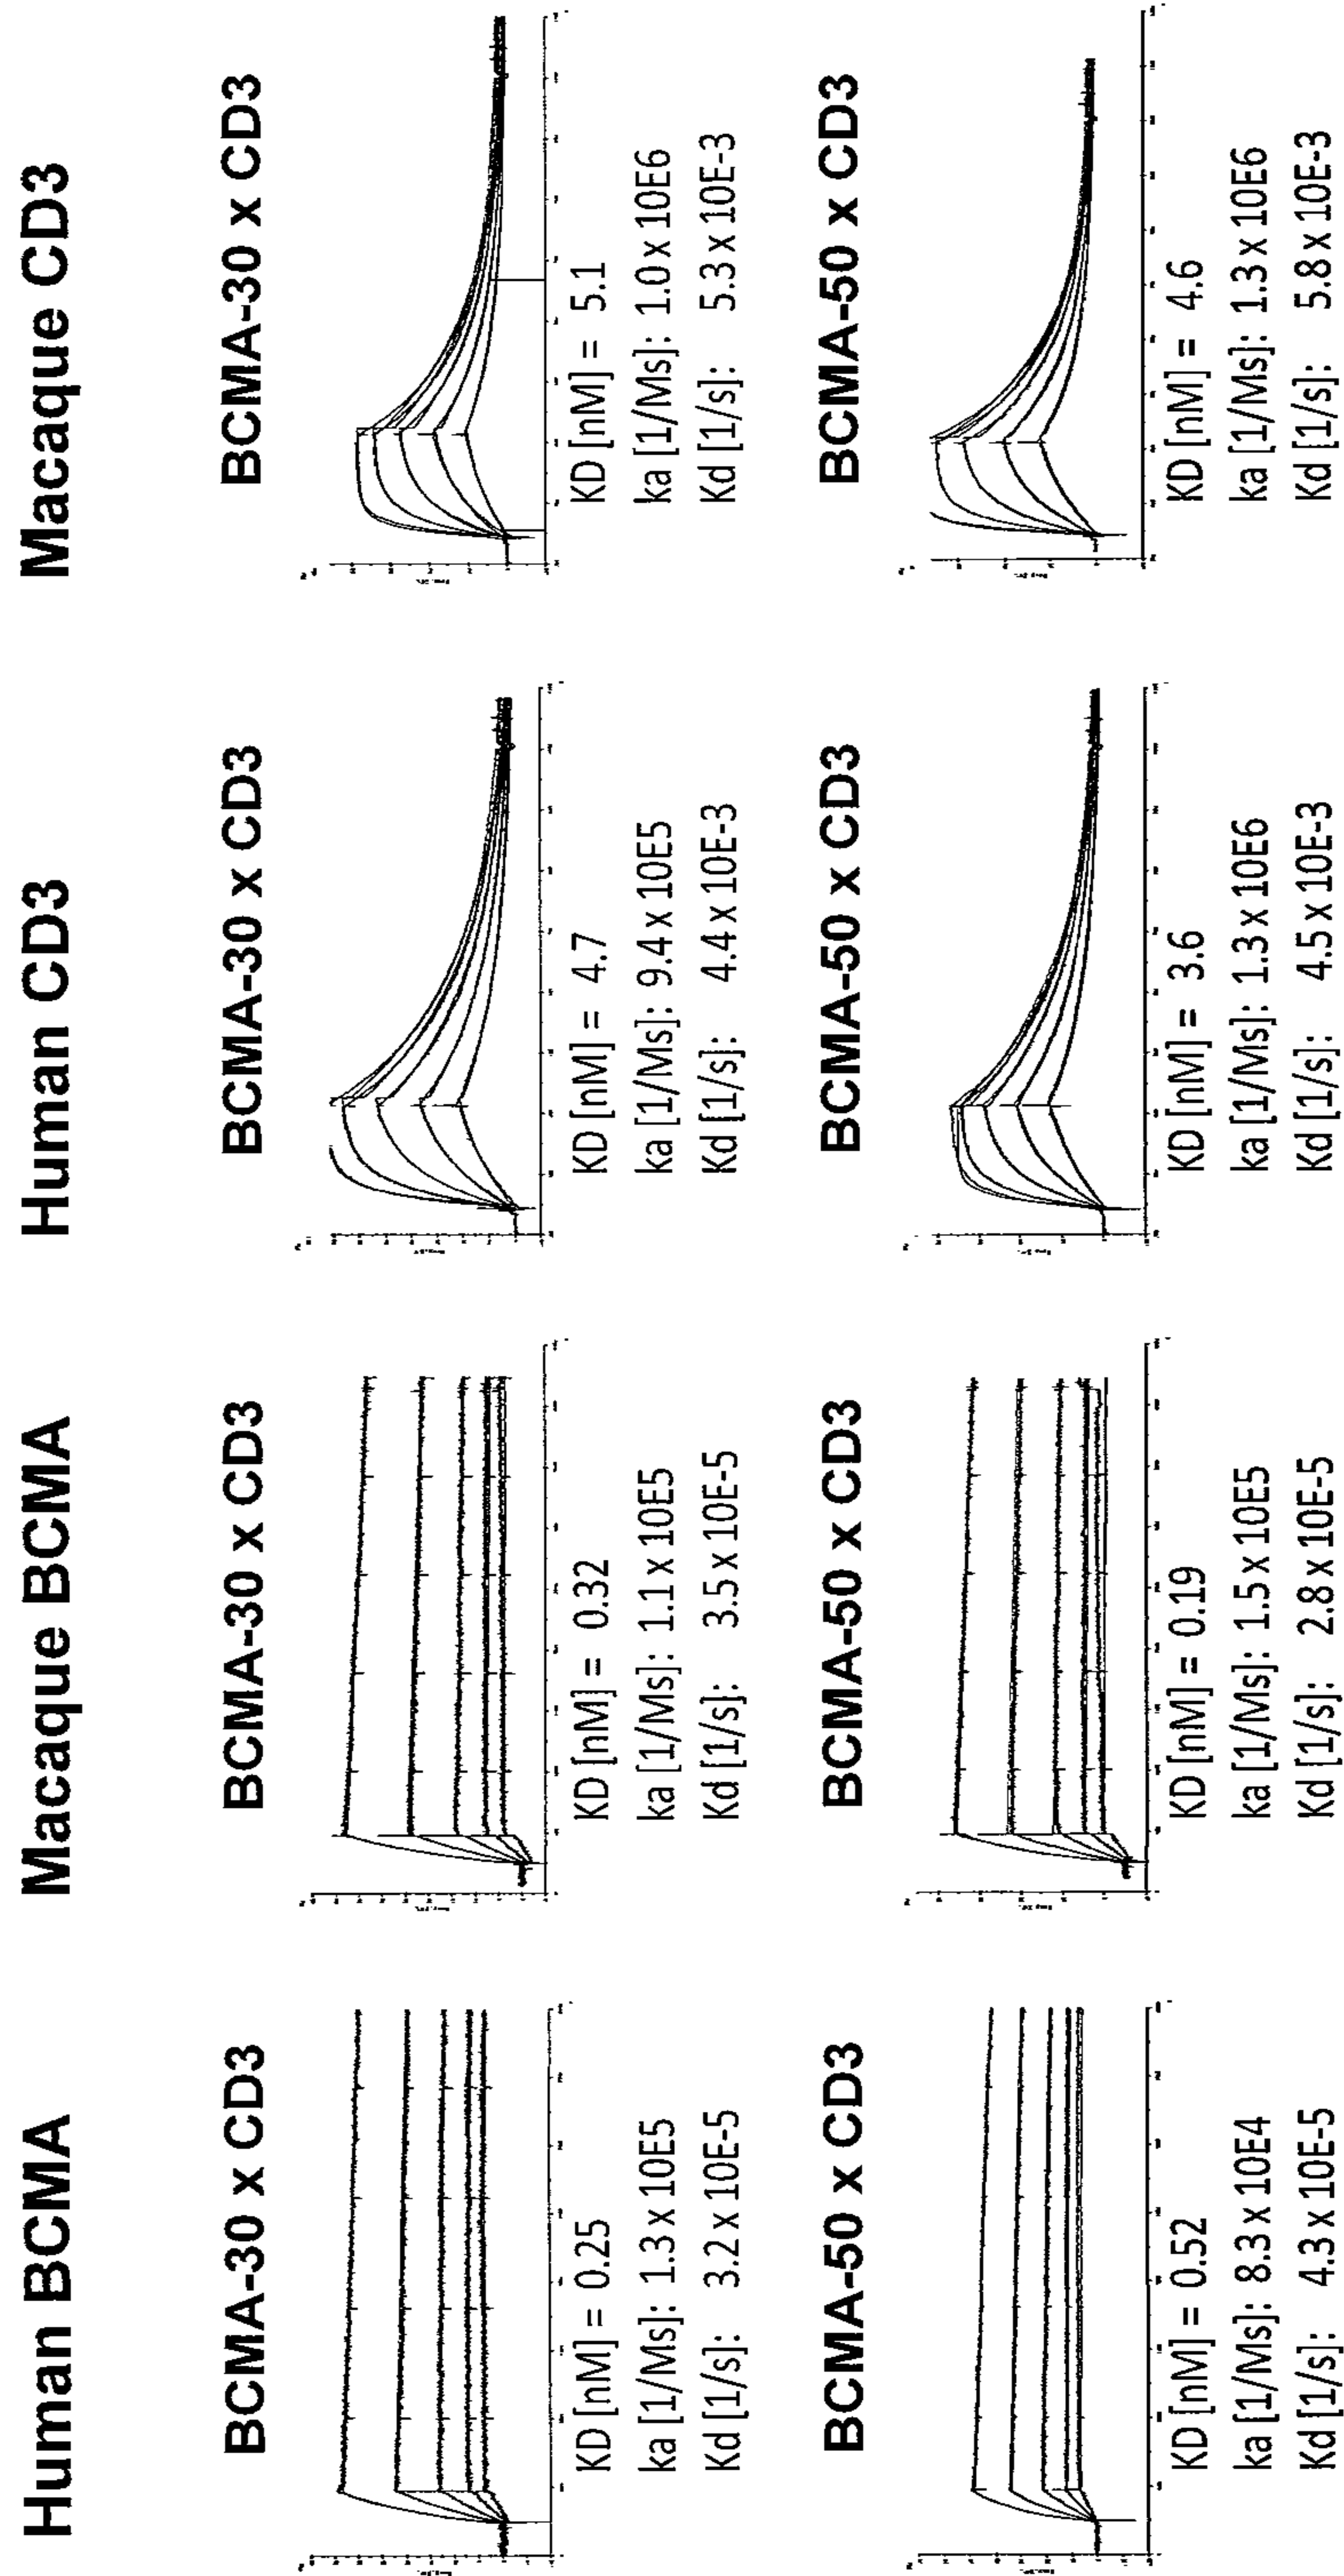 Human BCMA
Macaque BCMA
Human CD3
Macaque CD3
BCMA-30 x CD3
KD [nM] = 0.25
ka [1/Ms]: 1.3 x 10E5
Kd [1/s]: 3.2 x 10E-5
BCMA-30 x CD3
KD [nM] = 0.32
ka [1/Ms]: 1.1 x 10E5
Kd [1/s]: 3.5 x 10E-5
BCMA-30 x CD3
KD [nM] = 4.7
ka [1/Ms]: 9.4 x 10E5
Kd [1/s]: 4.4 x 10E-3
BCMA-30 x CD3
KD [nM] = 5.1
ka [1/Ms]: 1.0 x 10E6
Kd [1/s]: 5.3 x 10E-3
BCMA-50 x CD3
KD [nM] = 0.52
ka [1/Ms]: 8.3 x 10E4
Kd [1/s]: 4.3 x 10E-5
BCMA-50 x CD3
KD [nM] = 0.19
ka [1/Ms]: 1.5 x 10E5
Kd [1/s]: 2.8 x 10E-5
BCMA-50 x CD3
KD [nM] = 3.6
ka [1/Ms]: 1.3 x 10E6
Kd [1/s]: 4.5 x 10E-3
BCMA-50 x CD3
KD [nM] = 4.6
ka [1/Ms]: 1.3 x 10E6
Kd [1/s]: 5.8 x 10E-3